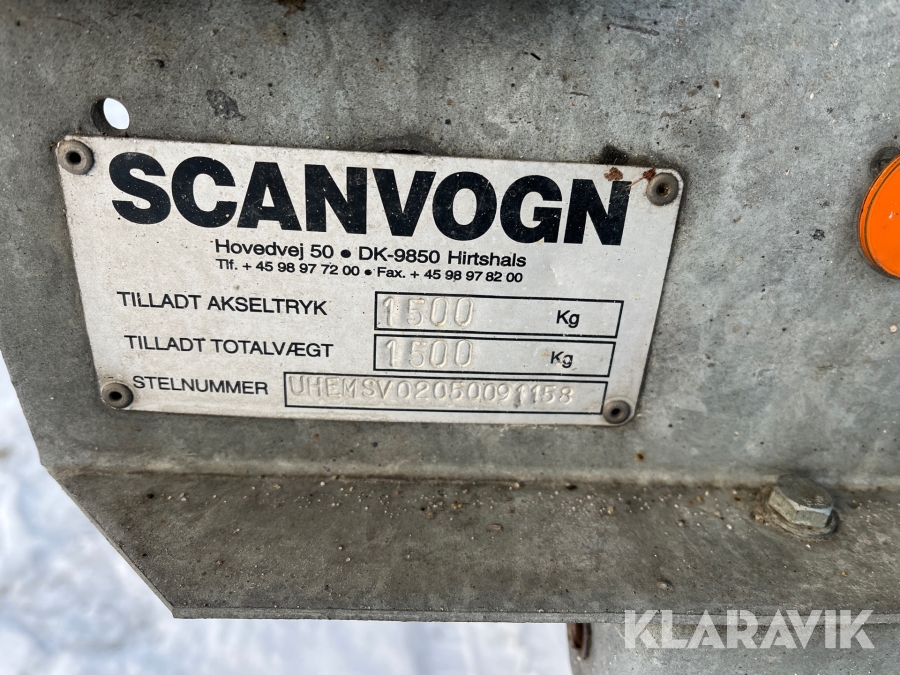 SCANVOGN
Hovedvej 50 • DK-9850 Hirtshals
Tlf. + 45 98 97 72 00 • Fax. + 45 98 97 82 00
TILLADT AKSELTRYK 1500 Kg
TILLADT TOTALVÆGT 1500 Kg
STELNUMMER UHEMSV02050091158
KLARAVIK